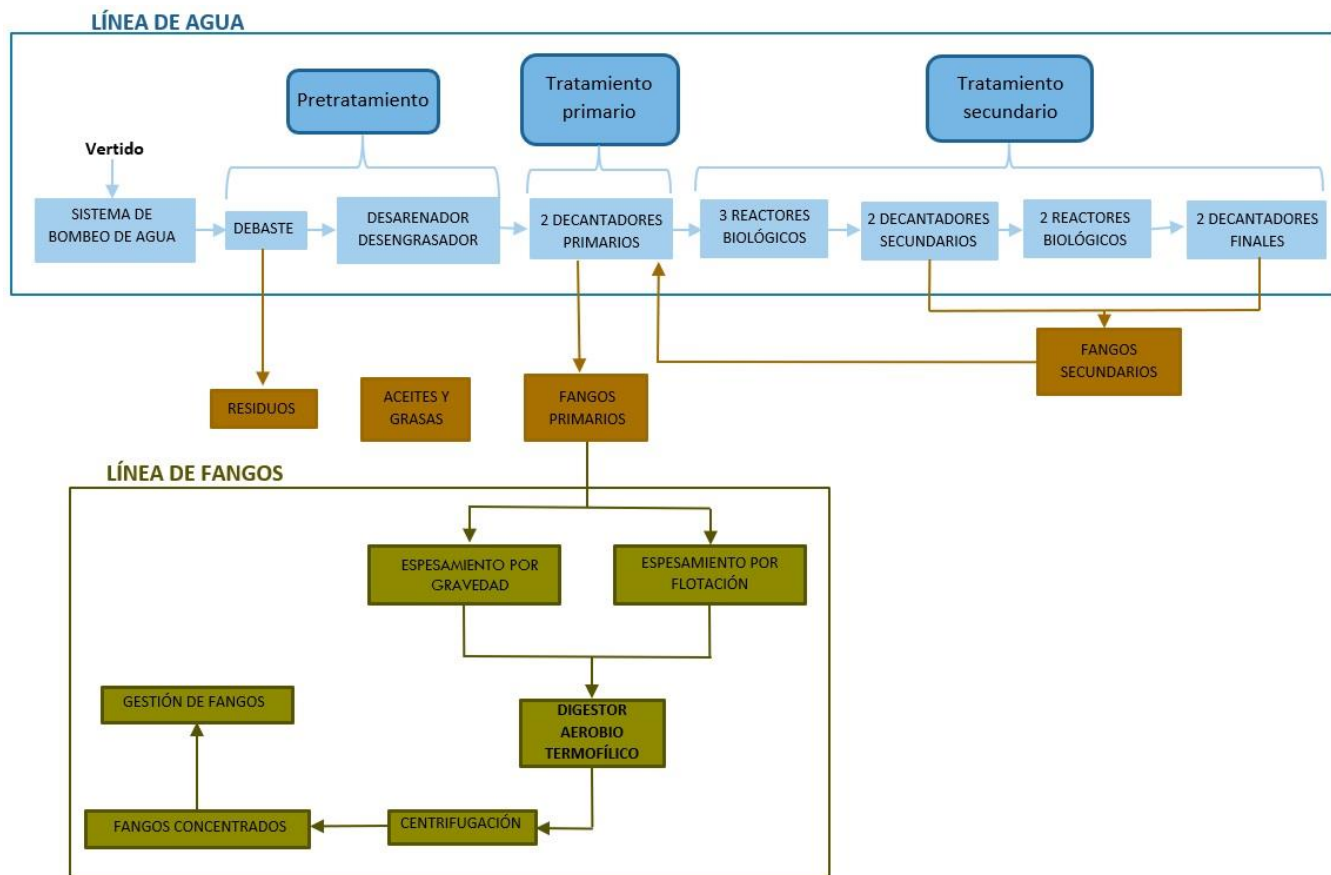 LÍNEA DE AGUA
Pretratamiento
Tratamiento
primario
Tratamiento
secundario
Vertido
SISTEMA DE
BOMBEO DE AGUA
DEBASTE
DESARENADOR
DESENGRASADOR
2 DECANTADORES
PRIMARIOS
3 REACTORES
BIOLÓGICOS
2 DECANTADORES
SECUNDARIOS
2 REACTORES
BIOLÓGICOS
2 DECANTADORES
FINALES
RESIDUOS
ACEITES Y
GRASAS
FANGOS
PRIMARIOS
FANGOS
SECUNDARIOS
LÍNEA DE FANGOS
ESPESAMIENTO POR
GRAVEDAD
ESPESAMIENTO POR
FLOTACIÓN
DIGESTOR
AEROBIO
TERMOFÍLICO
GESTIÓN DE FANGOS
FANGOS CONCENTRADOS
CENTRIFUGACIÓN